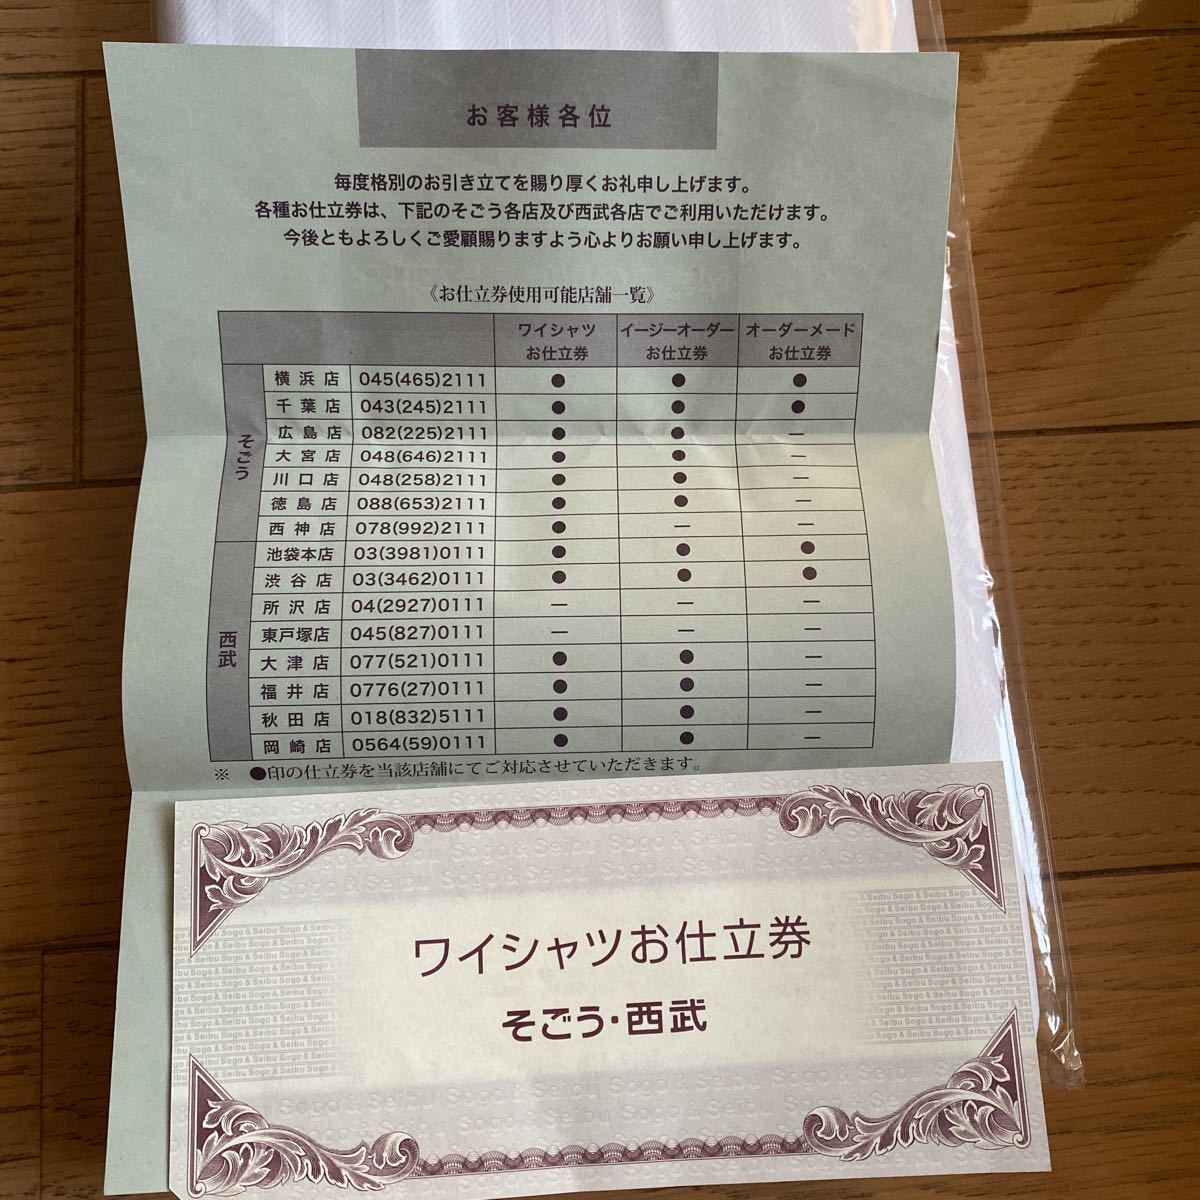 お客様各位
毎度格別のお引き立てを賜り厚くお礼申し上げます。
各種お仕立券は、下記のそごう各店及び西武各店でご利用いただけます。
今後ともよろしくご愛顧賜りますよう心よりお願い申し上げます。
《お仕立券使用可能店舗一覧》
ワイシャツ お仕立券 イージーオーダー お仕立券 オーダーメード お仕立券
そごう
横浜店 045(465)2111 ● ● ●
千葉店 043(245)2111 ● ● ●
広島店 082(225)2111 ● ● —
大宮店 048(646)2111 ● ● —
川口店 048(258)2111 ● ● —
徳島店 088(653)2111 ● ● —
西神店 078(992)2111 ● — —
西武
池袋本店 03(3981)0111 ● ● ●
渋谷店 03(3462)0111 ● ● ●
所沢店 04(2927)0111 — — —
東戸塚店 045(827)0111 — — —
大津店 077(521)0111 ● ● —
福井店 0776(27)0111 ● ● —
秋田店 018(832)5111 ● ● —
岡崎店 0564(59)0111 ● ● —
※ ●印の仕立券を当該店舗にてご対応させていただきます。
ワイシャツお仕立券
そごう・西武
Sogo & Seibu